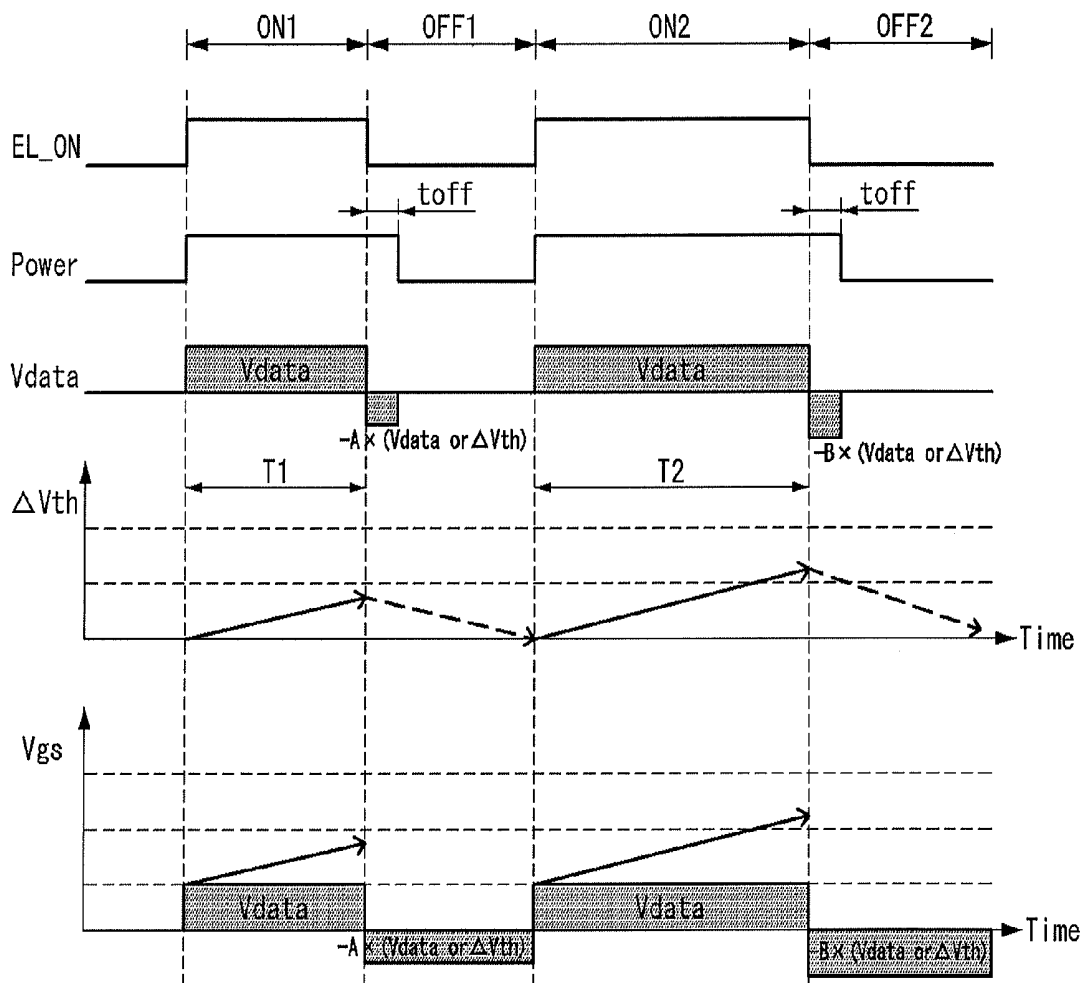 ON1 OFF1 ON2 OFF2
EL_ON
toff toff
Power
Vdata Vdata Vdata
-A × (Vdata or ΔVth) -B × (Vdata or ΔVth)
T1 T2
ΔVth
Time
Vgs
Vdata Vdata
Time
-A × (Vdata or ΔVth) -B × (Vdata or ΔVth)